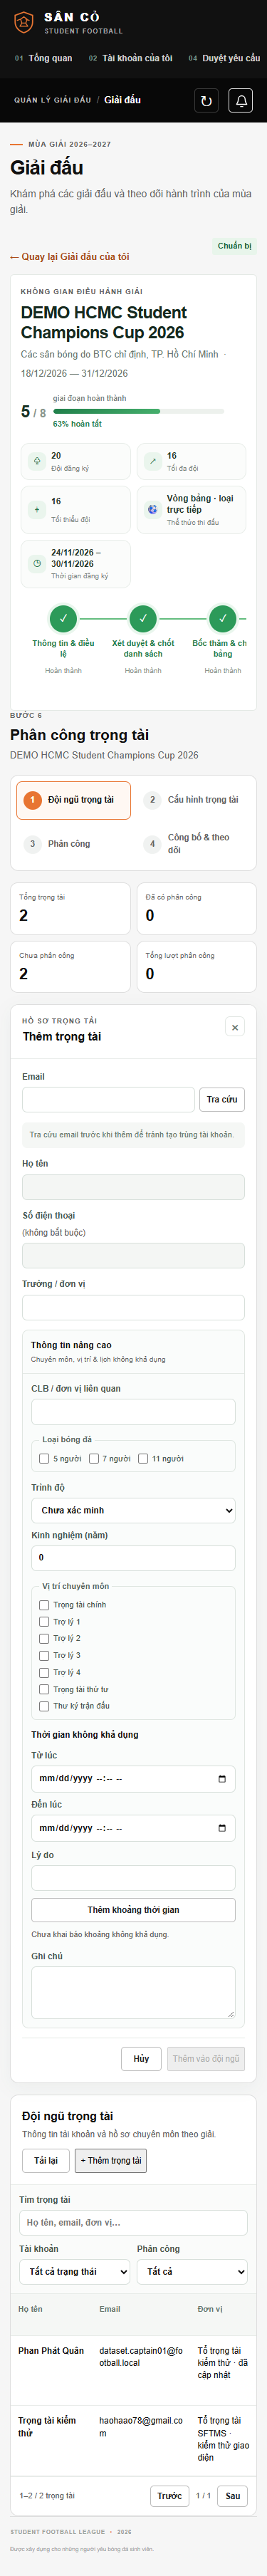 SÂN CỎ
STUDENT FOOTBALL
01 Tổng quan 02 Tài khoản của tôi 04 Duyệt yêu cầu
QUẢN LÝ GIẢI ĐẤU / Giải đấu
MÙA GIẢI 2026–2027
Giải đấu
Khám phá các giải đấu và theo dõi hành trình của mùa
giải.
Chuẩn bị
← Quay lại Giải đấu của tôi
KHÔNG GIAN ĐIỀU HÀNH GIẢI
DEMO HCMC Student
Champions Cup 2026
Các sân bóng do BTC chỉ định, TP. Hồ Chí Minh ·
18/12/2026 — 31/12/2026
5 / 8
giai đoạn hoàn thành
63% hoàn tất
20
Đội đăng ký
16
Tối đa đội
16
Tối thiểu đội
Vòng bảng · loại
trực tiếp
Thể thức thi đấu
24/11/2026 –
30/11/2026
Thời gian đăng ký
Thông tin & điều
lệ
Hoàn thành
Xét duyệt & chốt
danh sách
Hoàn thành
Bốc thăm & ch
bảng
Hoàn thành
BƯỚC 6
Phân công trọng tài
DEMO HCMC Student Champions Cup 2026
1 Đội ngũ trọng tài
2 Cấu hình trọng tài
3 Phân công
4 Công bố & theo
dõi
Tổng trọng tài
2
Đã có phân công
0
Chưa phân công
2
Tổng lượt phân công
0
HỒ SƠ TRỌNG TÀI
Thêm trọng tài
×
Email
Tra cứu
Tra cứu email trước khi thêm để tránh tạo trùng tài khoản.
Họ tên
Số điện thoại
(không bắt buộc)
Trường / đơn vị
Thông tin nâng cao
Chuyên môn, vị trí & lịch không khả dụng
CLB / đơn vị liên quan
Loại bóng đá
5 người 7 người 11 người
Trình độ
Chưa xác minh
Kinh nghiệm (năm)
0
Vị trí chuyên môn
Trọng tài chính
Trợ lý 1
Trợ lý 2
Trợ lý 3
Trợ lý 4
Trọng tài thứ tư
Thư ký trận đấu
Thời gian không khả dụng
Từ lúc
mm/dd/yyyy --:-- --
Đến lúc
mm/dd/yyyy --:-- --
Lý do
Thêm khoảng thời gian
Chưa khai báo khoảng không khả dụng.
Ghi chú
Hủy
Thêm vào đội ngũ
Đội ngũ trọng tài
Thông tin tài khoản và hồ sơ chuyên môn theo giải.
Tải lại
+ Thêm trọng tài
Tìm trọng tài
Họ tên, email, đơn vị...
Tài khoản
Phân công
Tất cả trạng thái
Tất cả
Họ tên Email Đơn vị
Phan Phát Quân
dataset.captain01@fo
otball.local
Tổ trọng tài
kiểm thử · đã
cập nhật
Trọng tài kiểm
thử
haohaao78@gmail.co
m
Tổ trọng tài
SFTMS ·
kiểm thử giao
diện
1–2 / 2 trọng tài
Trước
1 / 1
Sau
STUDENT FOOTBALL LEAGUE • 2026
Được xây dựng cho những người yêu bóng đá sinh viên.